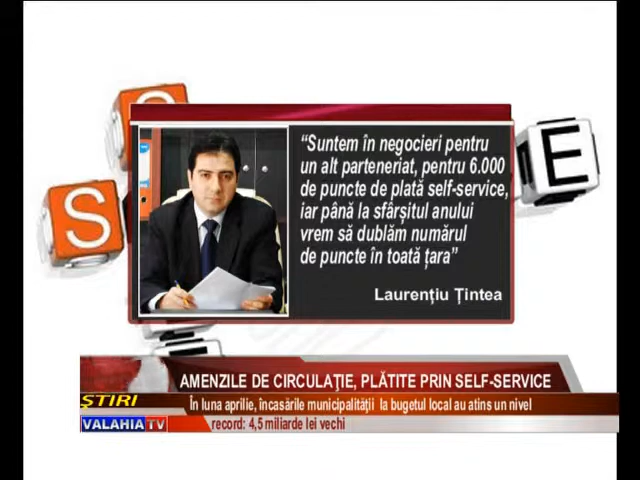 S
E
“Suntem în negocieri pentru
un alt parteneriat, pentru 6.000
de puncte de plată self-service,
iar până la sfârșitul anului
vrem să dublăm numărul
de puncte în toată țara”
Laurențiu Țintea
AMENZILE DE CIRCULAŢIE, PLĂTITE PRIN SELF-SERVICE
ŞTIRI
În luna aprilie, încasările municipalităţii la bugetul local au atins un nivel
VALAHIA TV
record: 4,5 miliarde lei vechi